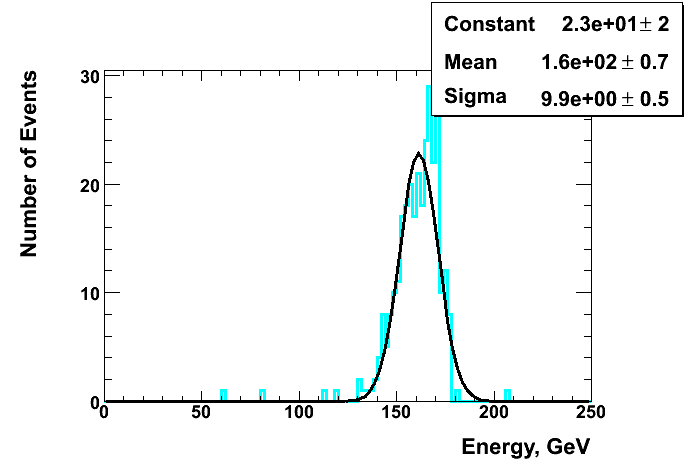 Constant 2.3e+01± 2
Mean 1.6e+02 ± 0.7
Sigma 9.9e+00 ± 0.5
Number of Events
30
20
10
0
0 50 100 150 200 250
Energy, GeV